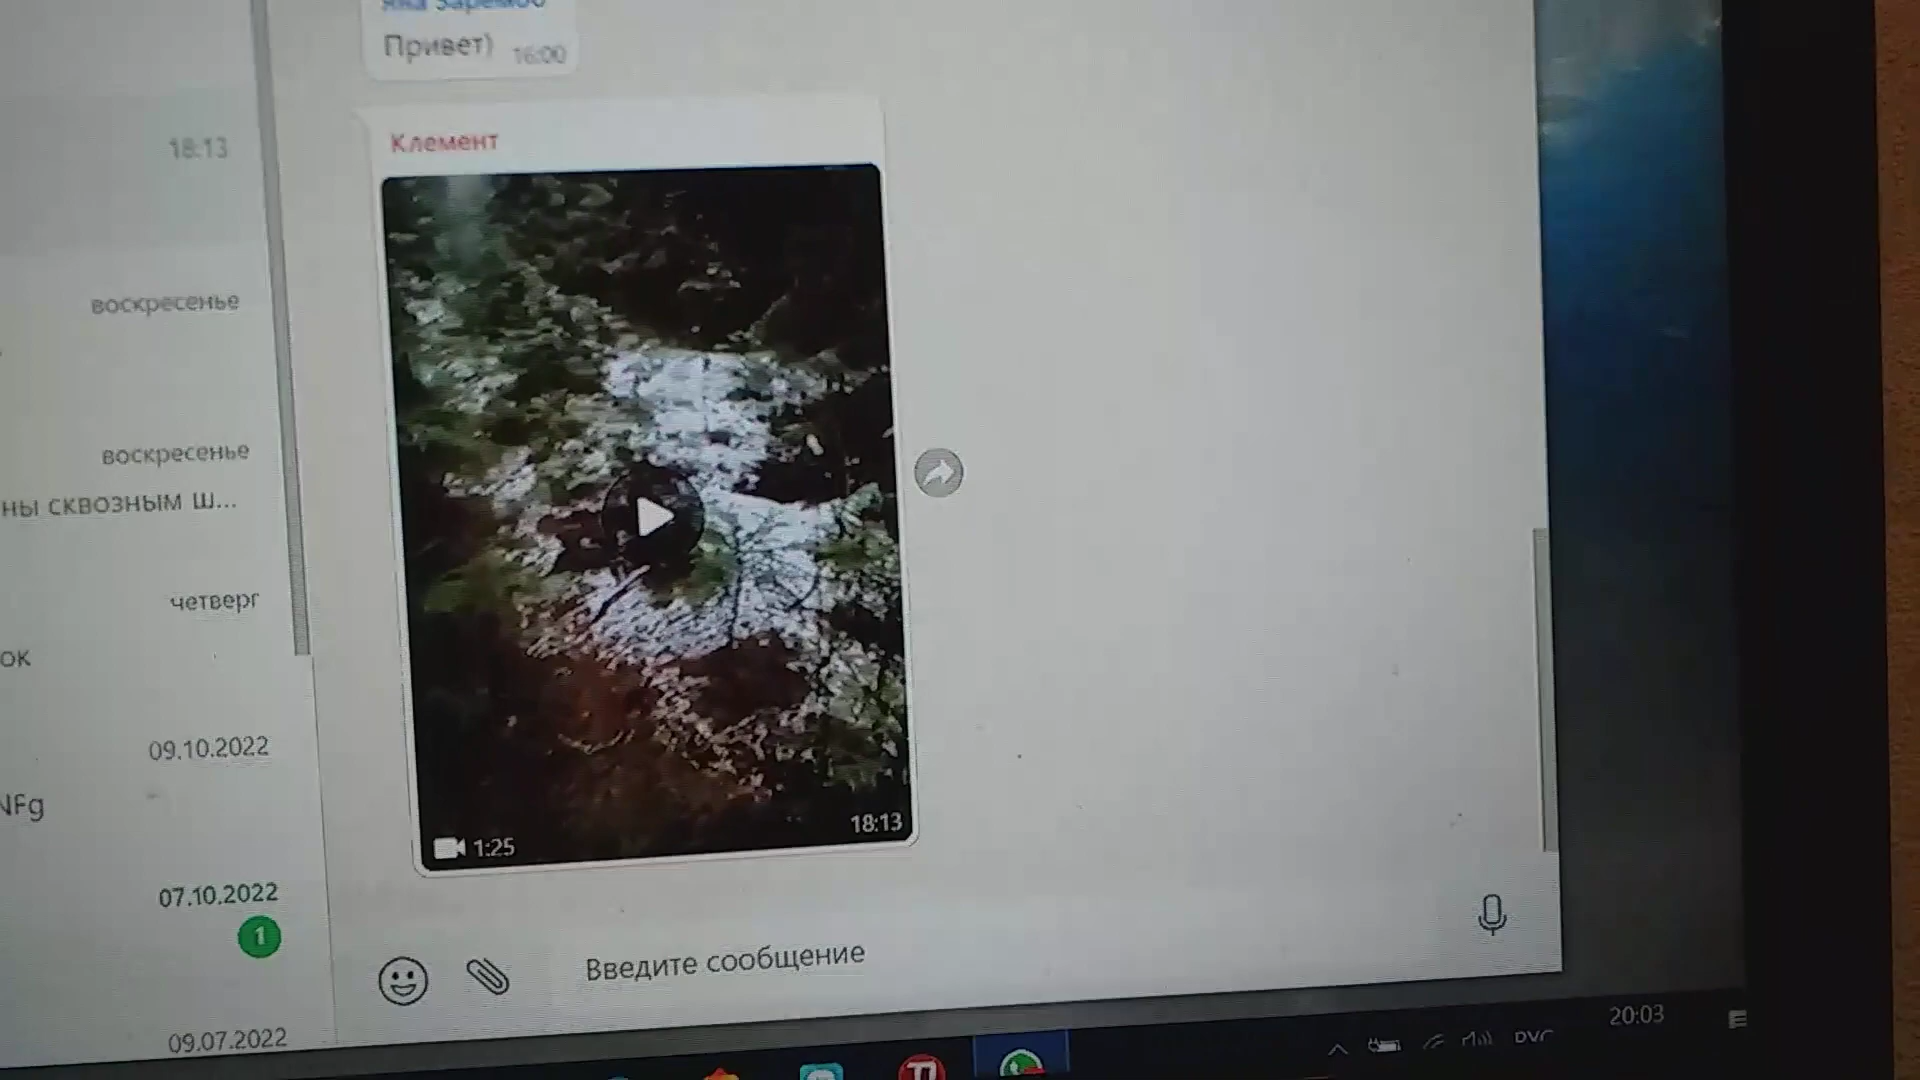 Привет)
16:00
18:13
Клемент
воскресенье
воскресенье
ны сквозным ш...
четверг
ок
09.10.2022
NFg
07.10.2022
1
09.07.2022
1:25
18:13
Введите сообщение
20:03